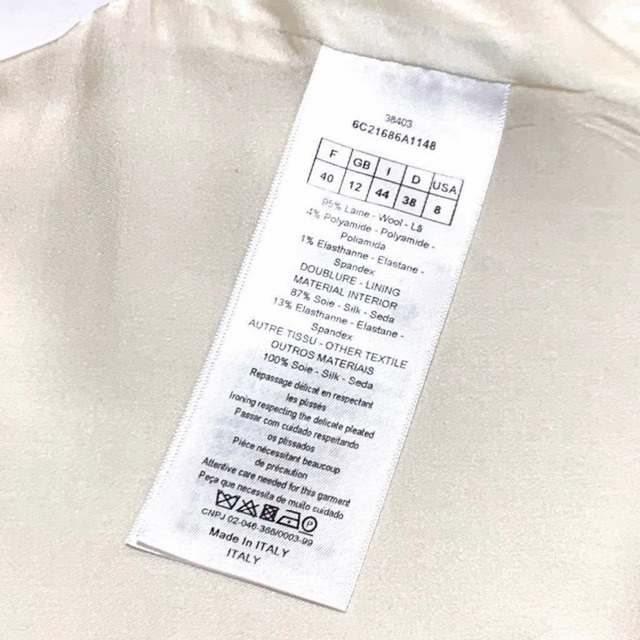 38403
6C21686A1148
F GB I D USA
40 12 44 38 8
95% Laine - Wool - Lã
4% Polyamide - Polyamide -
Poliamida
1% Elasthanne - Elastane -
Spandex
DOUBLURE - LINING
MATERIAL INTERIOR
87% Soie - Silk - Seda
13% Elasthanne - Elastane -
Spandex
AUTRE TISSU - OTHER TEXTILE
OUTROS MATERIAIS
100% Soie - Silk - Seda
Repassage délicat en respectant
les plissés
Ironing respecting the delicate pleated
Passar com cuidado respeitando
os plissados
Pièce nécessitant beaucoup
de précaution
Attentive care needed for this garment
Peça que necessita de muito cuidado
P
CNPJ 02-046-388/0003-99
Made in ITALY
ITALY